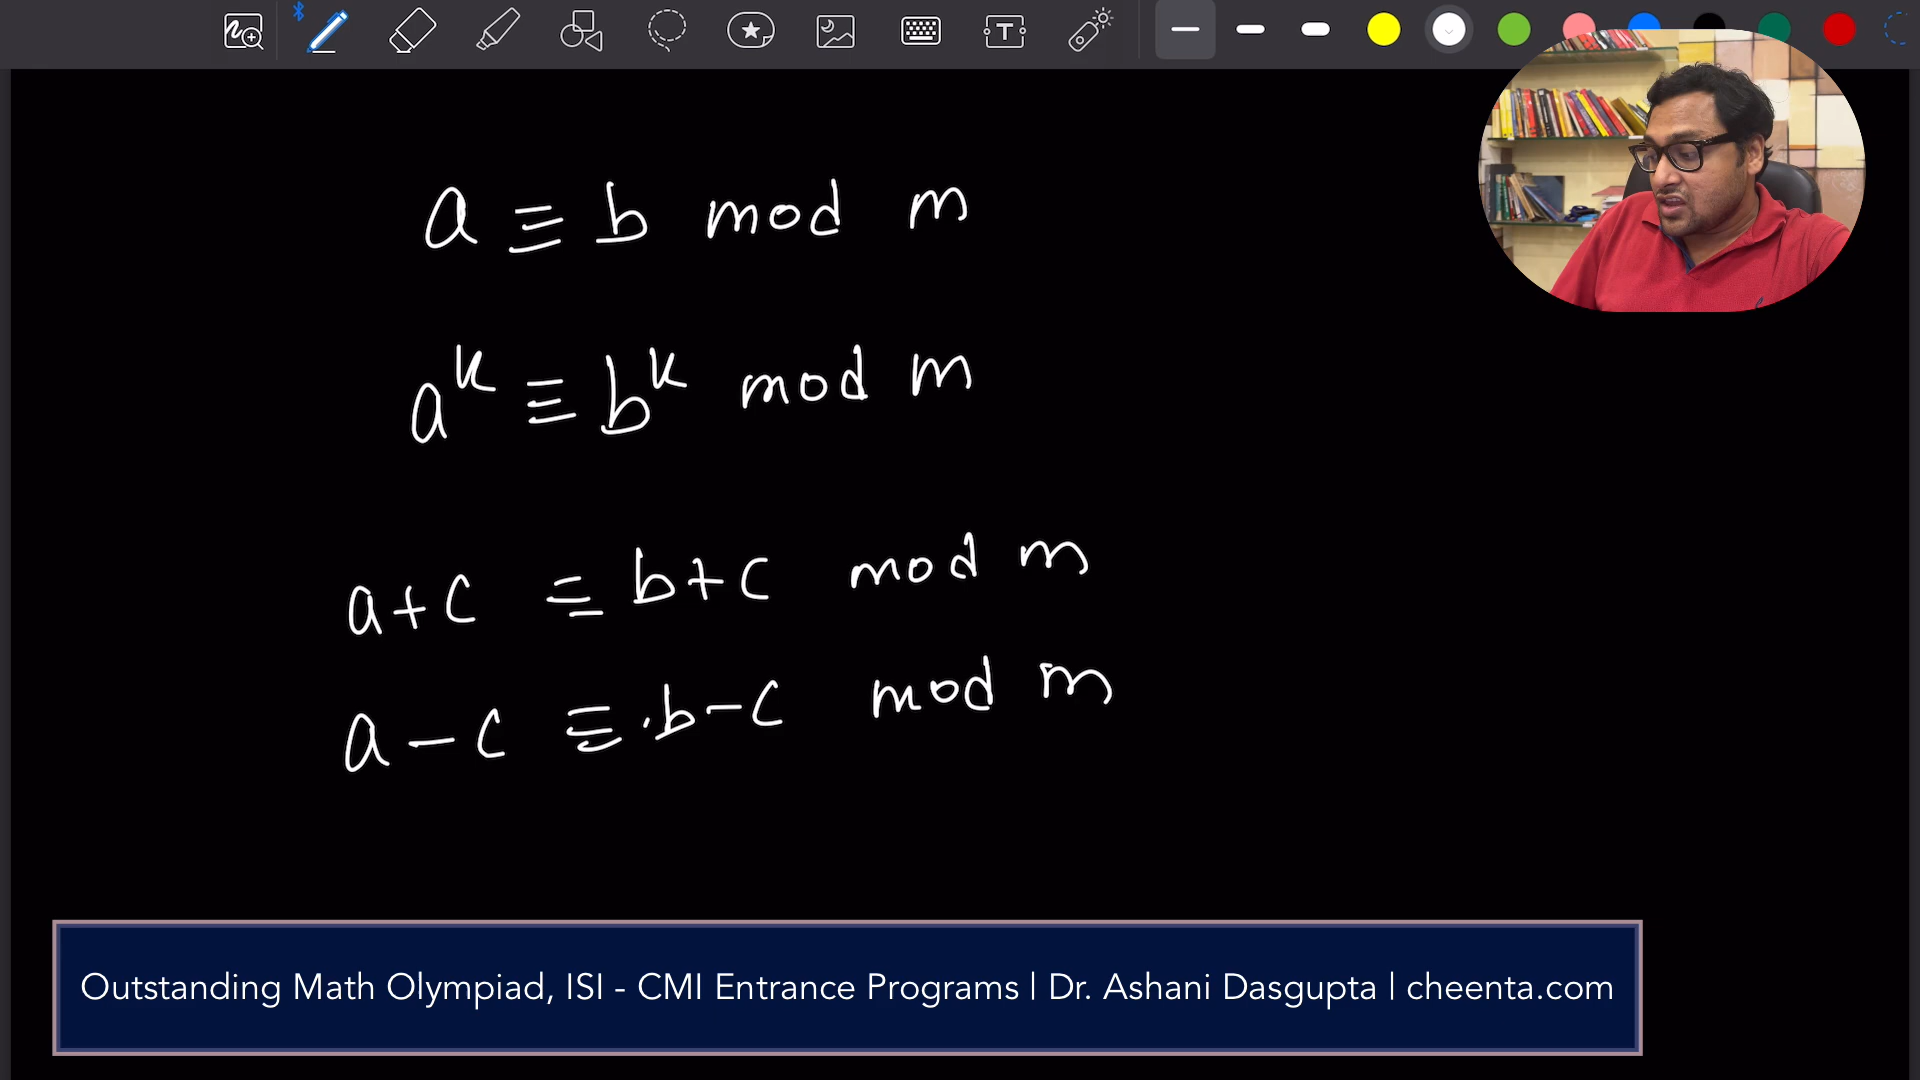 a ≡ b mod m
a^k ≡ b^k mod m
a+c ≡ b+c mod m
a-c ≡ b-c mod m
Outstanding Math Olympiad, ISI - CMI Entrance Programs | Dr. Ashani Dasgupta | cheenta.com